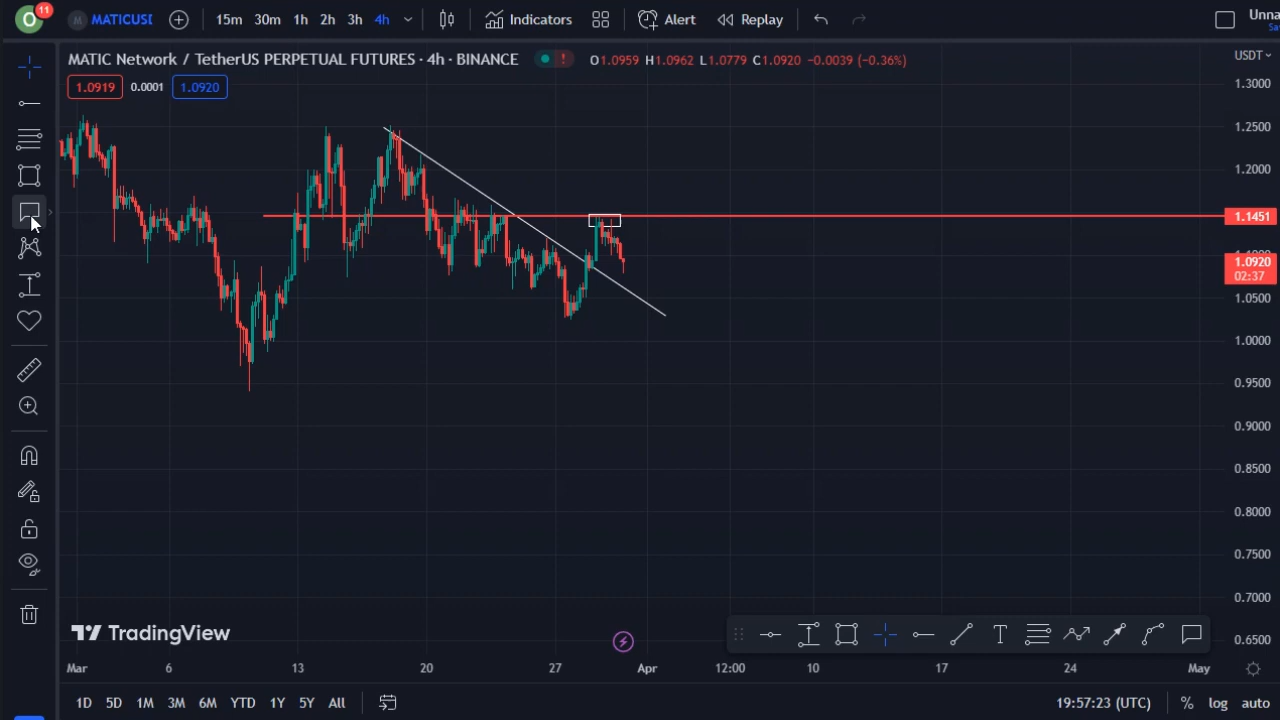 O 11 M MATICUSI 15m 30m 1h 2h 3h 4h Indicators Alert Replay Unna
Sa
MATIC Network / TetherUS PERPETUAL FUTURES · 4h · BINANCE ! O1.0959 H1.0962 L1.0779 C1.0920 −0.0039 (−0.36%) USDT
1.0919 0.0001 1.0920
1.3000
1.2500
1.2000
1.1451
1.0920
02:37
1.0500
1.0000
0.9500
0.9000
0.8500
0.8000
0.7500
0.7000
0.6500
TradingView
T
Mar 6 13 20 27 Apr 12:00 10 17 24 May
1D 5D 1M 3M 6M YTD 1Y 5Y All 19:57:23 (UTC) % log auto